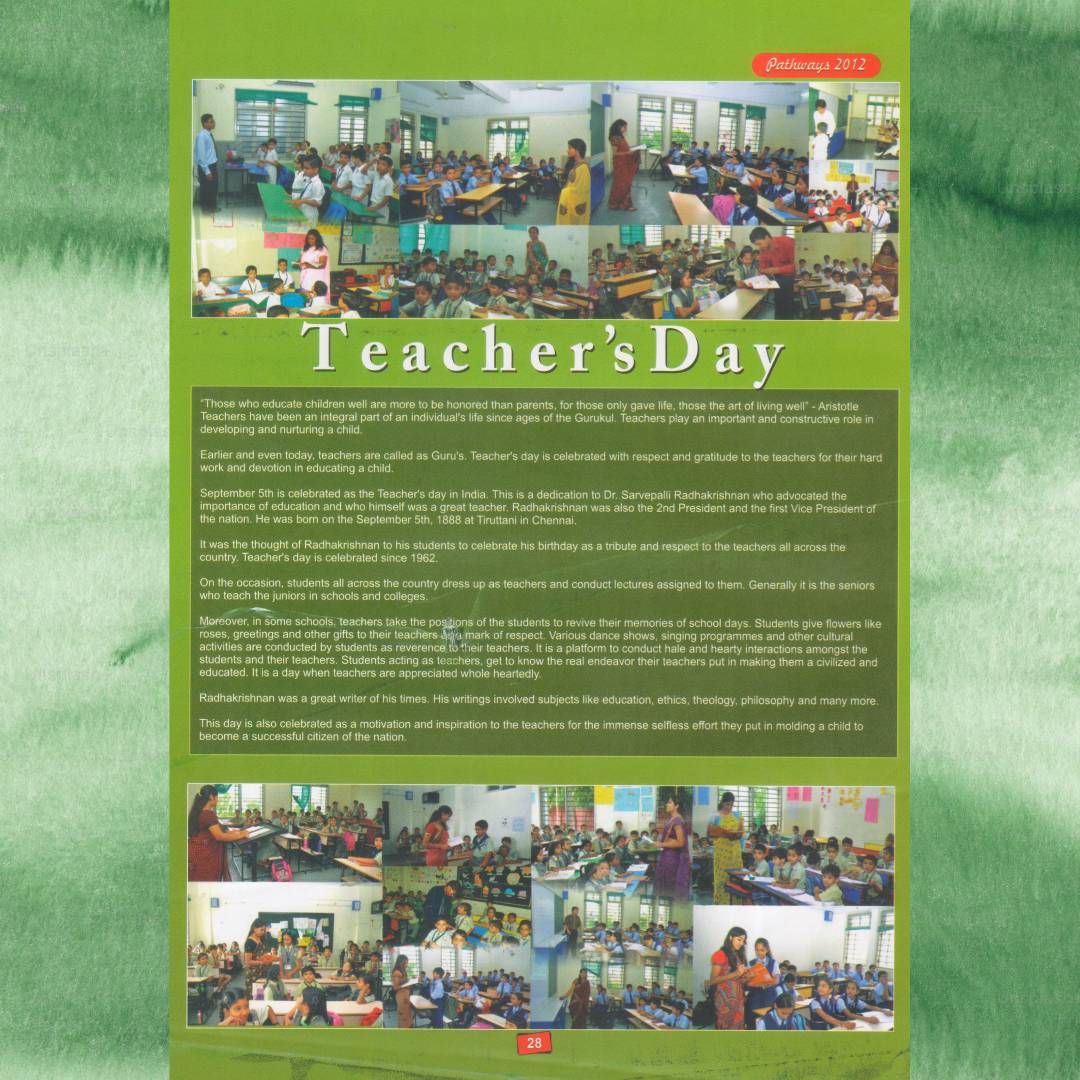 Pathways 2012
Teacher's Day
"Those who educate children well are more to be honored than parents, for those only gave life, those the art of living well" - Aristotle
Teachers have been an integral part of an individual's life since ages of the Gurukul. Teachers play an important and constructive role in
developing and nurturing a child.
Earlier and even today, teachers are called as Guru's. Teacher's day is celebrated with respect and gratitude to the teachers for their hard
work and devotion in educating a child.
September 5th is celebrated as the Teacher's day in India. This is a dedication to Dr. Sarvepalli Radhakrishnan who advocated the
importance of education and who himself was a great teacher. Radhakrishnan was also the 2nd President and the first Vice President of
the nation. He was born on the September 5th, 1888 at Tiruttani in Chennai.
It was the thought of Radhakrishnan to his students to celebrate his birthday as a tribute and respect to the teachers all across the
country. Teacher's day is celebrated since 1962.
On the occasion, students all across the country dress up as teachers and conduct lectures assigned to them. Generally it is the seniors
who teach the juniors in schools and colleges.
Moreover, in some schools, teachers take the positions of the students to revive their memories of school days. Students give flowers like
roses, greetings and other gifts to their teachers mark of respect. Various dance shows, singing programmes and other cultural
activities are conducted by students as reverence to their teachers. It is a platform to conduct hale and hearty interactions amongst the
students and their teachers. Students acting as teachers, get to know the real endeavor their teachers put in making them a civilized and
educated. It is a day when teachers are appreciated whole heartedly.
Radhakrishnan was a great writer of his times. His writings involved subjects like education, ethics, theology, philosophy and many more.
This day is also celebrated as a motivation and inspiration to the teachers for the immense selfless effort they put in molding a child to
become a successful citizen of the nation.
28